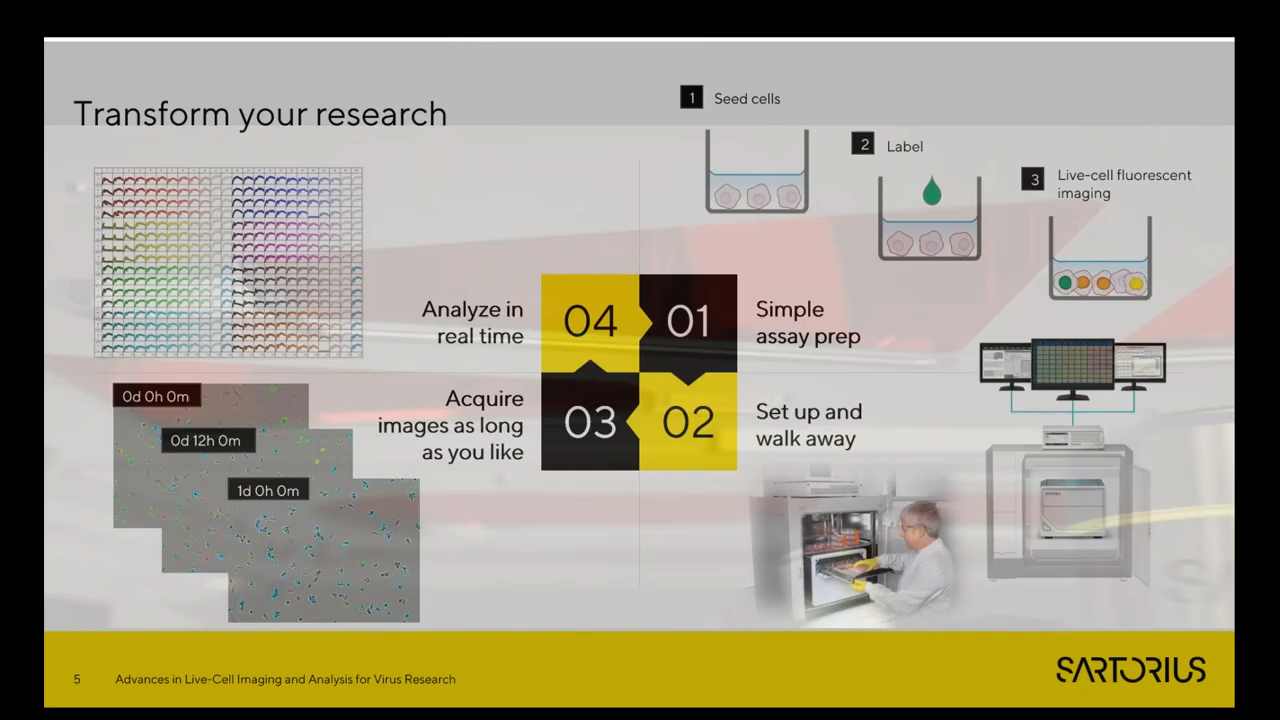 Transform your research
1 Seed cells
2 Label
3 Live-cell fluorescent
imaging
04
01
Analyze in
real time
Simple
assay prep
03
02
Acquire
images as long
as you like
Set up and
walk away
0d 0h 0m
0d 12h 0m
1d 0h 0m
5 Advances in Live-Cell Imaging and Analysis for Virus Research
SARTORIUS